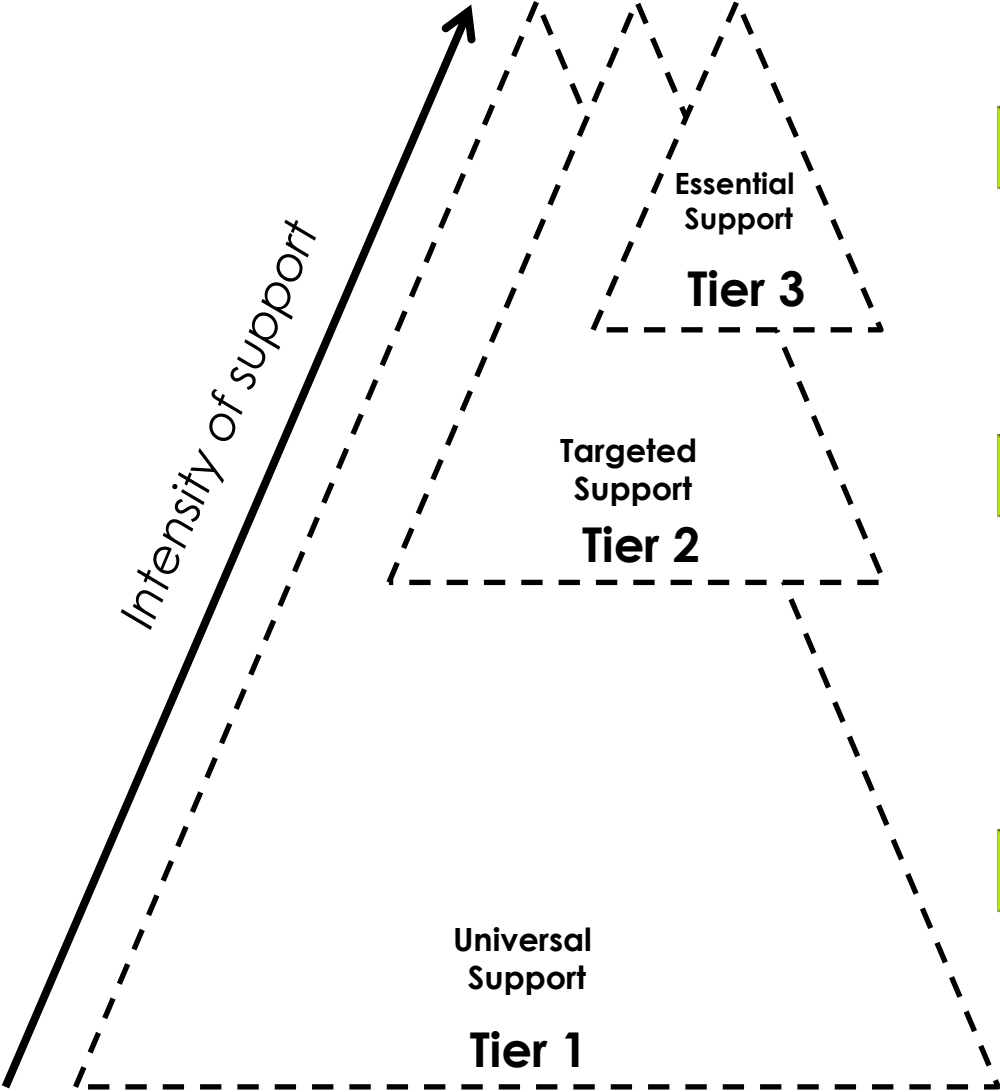 Essential
Support
Tier 3
Intensity of support
Targeted
Support
Tier 2
Universal
Support
Tier 1